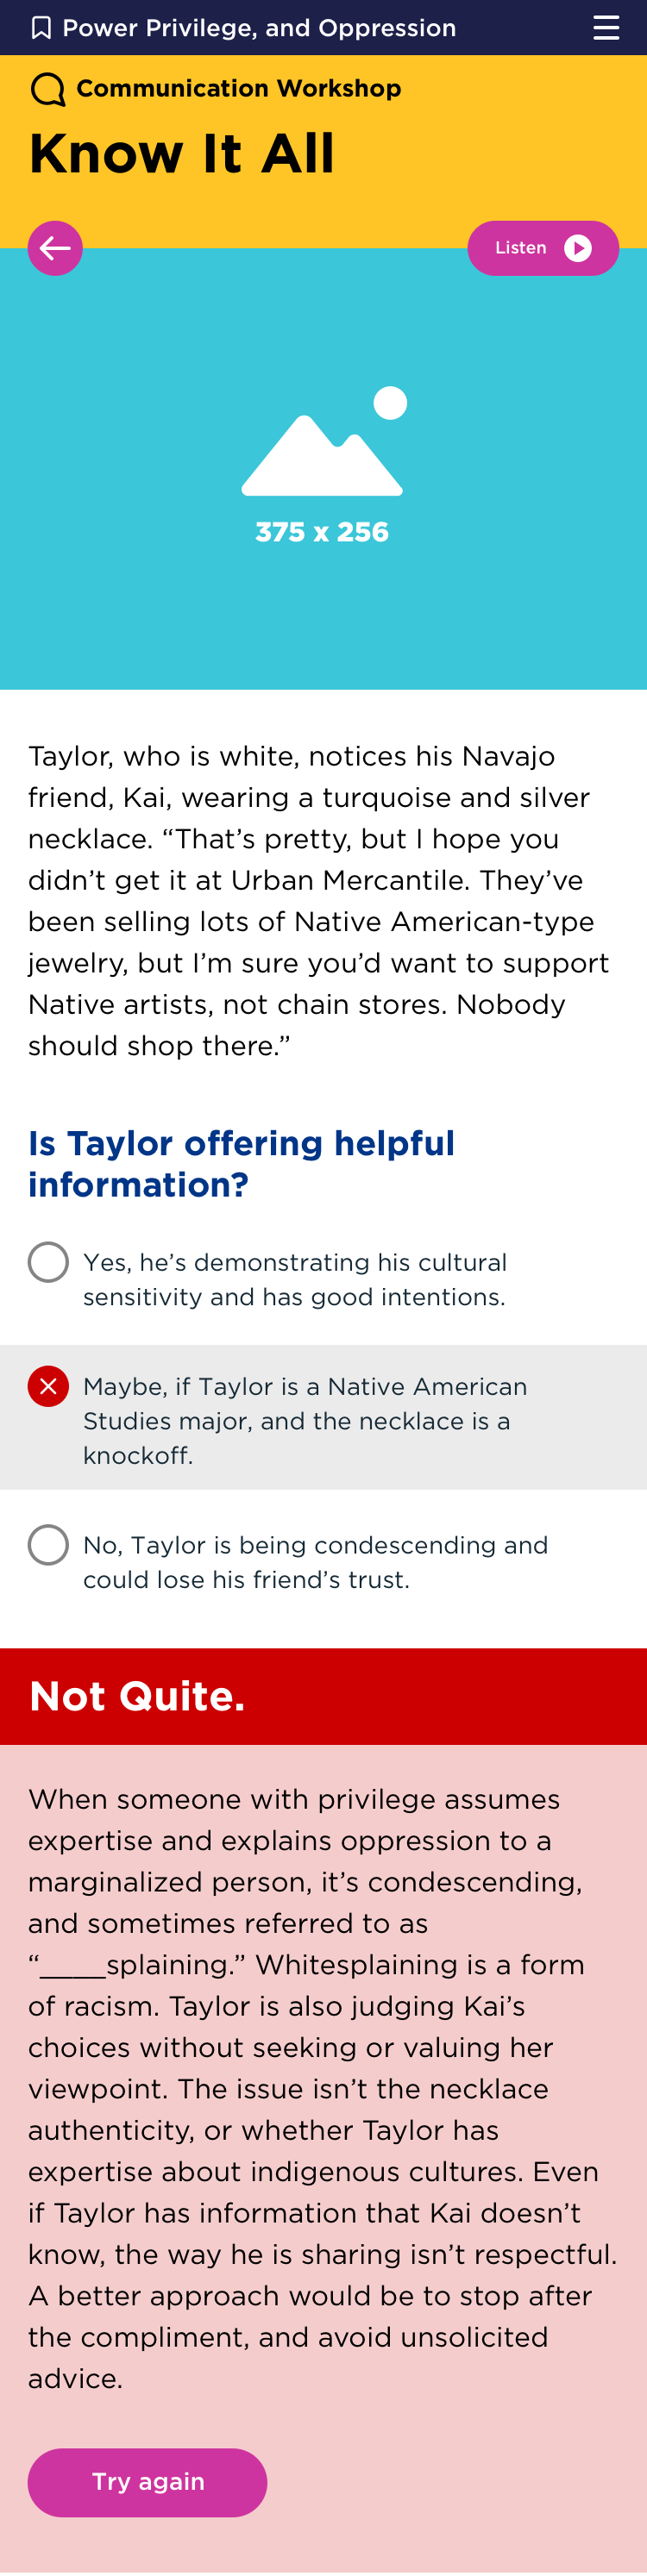 Power Privilege, and Oppression
Communication Workshop
Know It All
Listen
375 x 256
Taylor, who is white, notices his Navajo
friend, Kai, wearing a turquoise and silver
necklace. “That’s pretty, but I hope you
didn’t get it at Urban Mercantile. They’ve
been selling lots of Native American-type
jewelry, but I’m sure you’d want to support
Native artists, not chain stores. Nobody
should shop there.”
Is Taylor offering helpful
information?
Yes, he’s demonstrating his cultural
sensitivity and has good intentions.
Maybe, if Taylor is a Native American
Studies major, and the necklace is a
knockoff.
No, Taylor is being condescending and
could lose his friend’s trust.
Not Quite.
When someone with privilege assumes
expertise and explains oppression to a
marginalized person, it’s condescending,
and sometimes referred to as
“____splaining.” Whitesplaining is a form
of racism. Taylor is also judging Kai’s
choices without seeking or valuing her
viewpoint. The issue isn’t the necklace
authenticity, or whether Taylor has
expertise about indigenous cultures. Even
if Taylor has information that Kai doesn’t
know, the way he is sharing isn’t respectful.
A better approach would be to stop after
the compliment, and avoid unsolicited
advice.
Try again